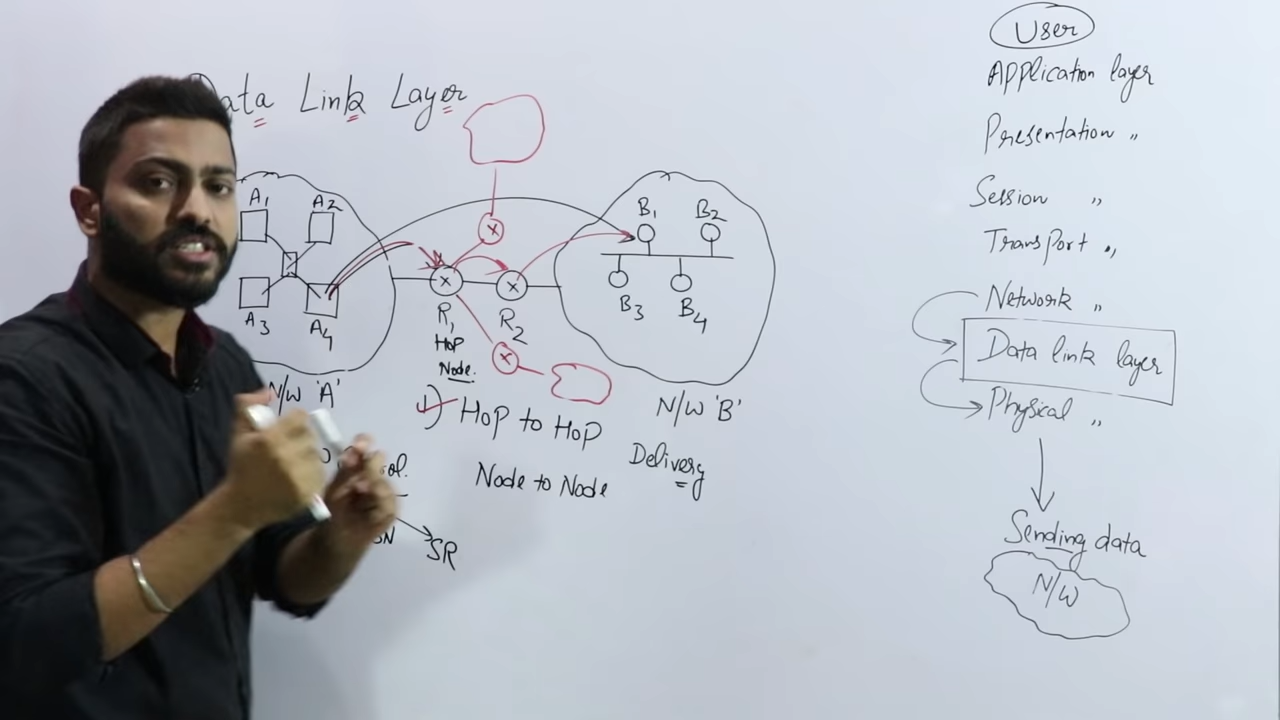 ata Link Layer
A1
A2
A3
A4
N/W 'A'
x
x
x
x
R1
R2
Hop
Node.
B1
B2
B3
B4
N/W 'B'
1) Hop to Hop
Delivery
Node to Node
ol.
SR
User
Application layer
Presentation "
Session "
Transport "
Network "
Data link layer
Physical "
Sending data
N/W